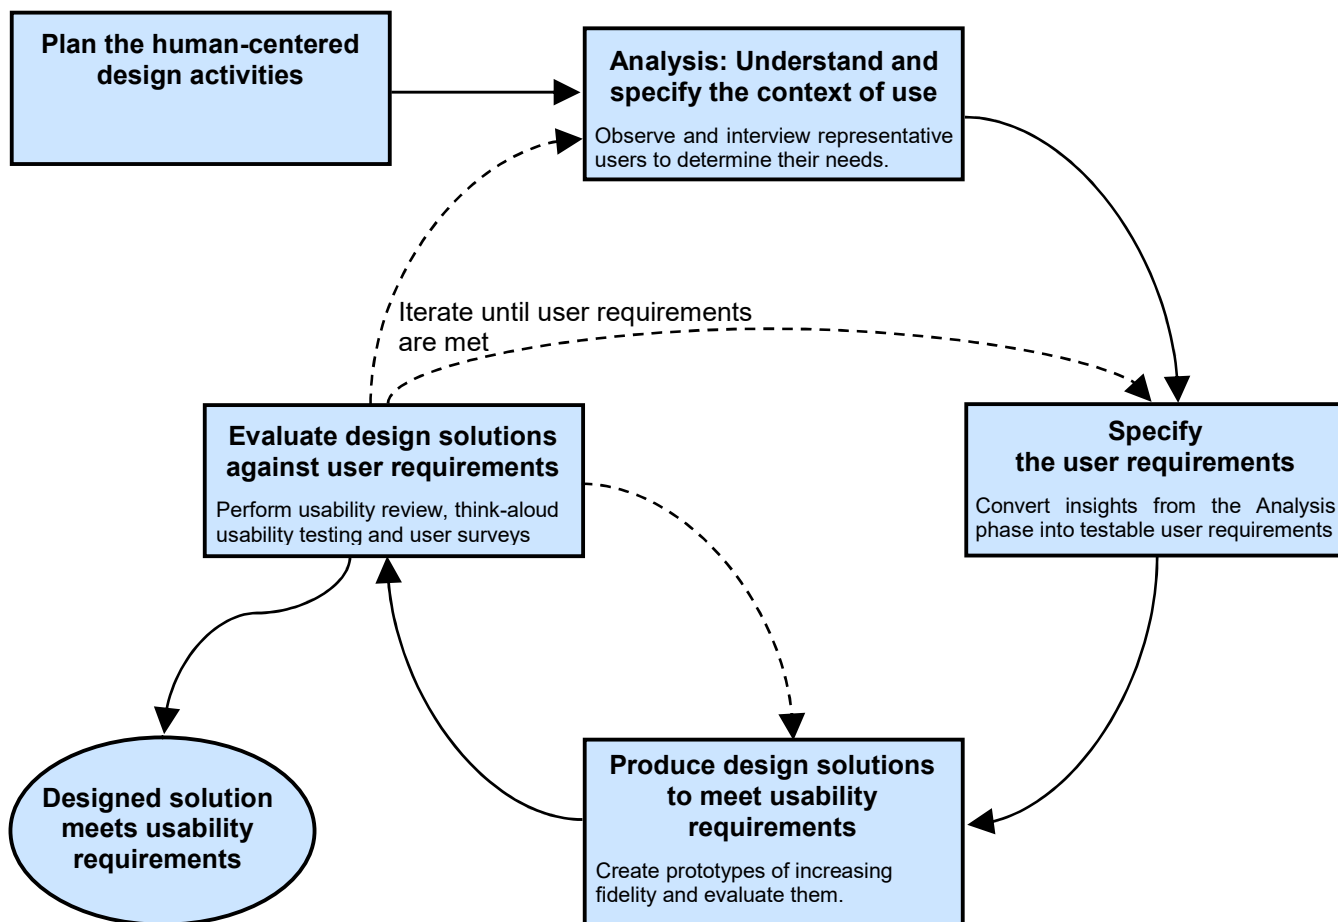 Plan the human-centered
design activities
Analysis: Understand and
specify the context of use
Observe and interview representative
users to determine their needs.
Iterate until user requirements
are met
Evaluate design solutions
against user requirements
Perform usability review, think-aloud
usability testing and user surveys
Specify
the user requirements
Convert insights from the Analysis
phase into testable user requirements
Produce design solutions
to meet usability
requirements
Create prototypes of increasing
fidelity and evaluate them.
Designed solution
meets usability
requirements